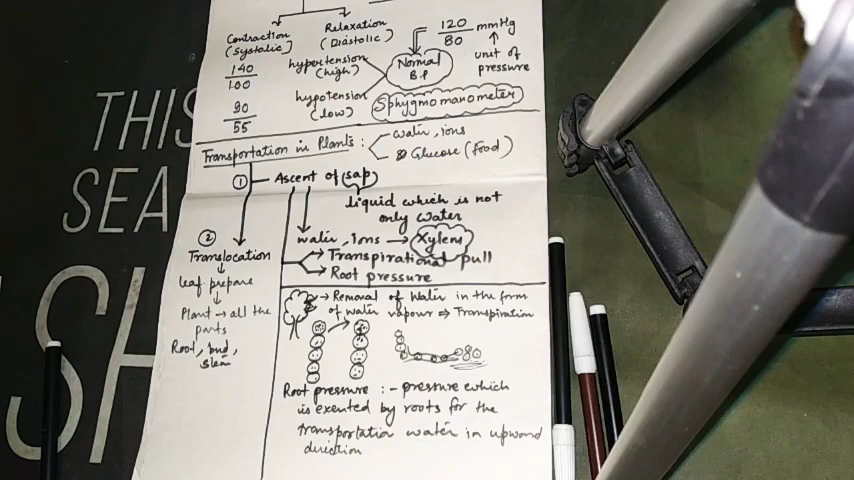 Contraction
(Systolic)
Relaxation
(Diastolic)
120
80
mmHg
unit of
pressure
Normal
B.P
140
100
hypertension
(high)
90
55
hypotension
(low)
Sphygmomanometer
Transportation in Plants :
water, ions
Glucose (food)
① Ascent of (sap)
liquid which is not
only water
water, ions → Xylem
→ Transpirational pull
→ Root pressure
②
Translocation
↓
leaf prepare
↓
Plant → all the
parts
Root, bud,
stem
→ Removal of Water in the form
of water vapour ⇒ Transpiration
Root pressure : - pressure which
is exented by roots for the
transportatia water in upward
direction
THIS
SEA
SH